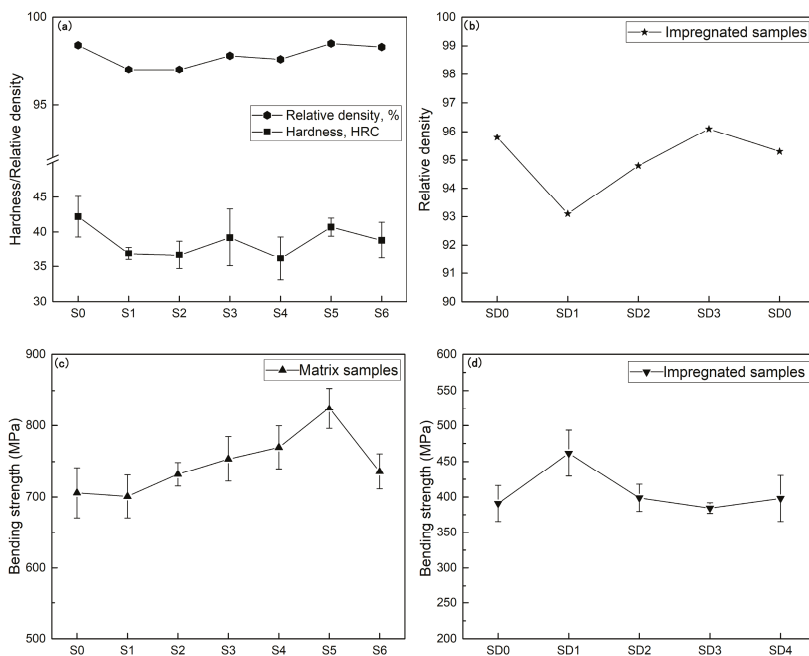 (a)
100
95
45
40
35
30
Hardness/Relative density
Relative density, %
Hardness, HRC
S0 S1 S2 S3 S4 S5 S6
(b)
Impregnated samples
100
99
98
97
96
95
94
93
92
91
90
Relative density
SD0 SD1 SD2 SD3 SD0
(c)
Matrix samples
900
800
700
600
500
Bending strength (MPa)
S0 S1 S2 S3 S4 S5 S6
(d)
Impregnated samples
600
550
500
450
400
350
300
250
200
Bending strength (MPa)
SD0 SD1 SD2 SD3 SD4